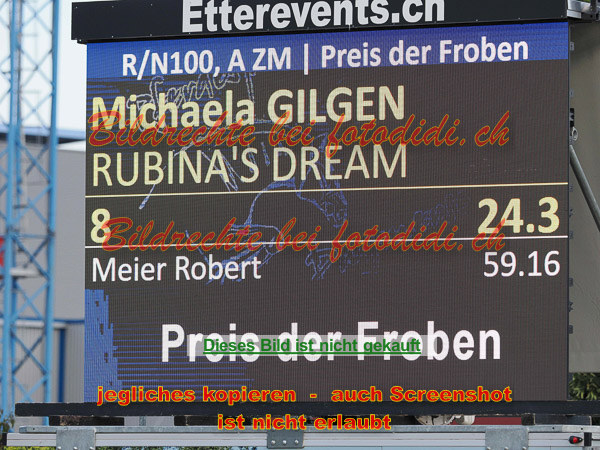 Etterevents.ch
R/N100, A ZM | Preis der Froben
Michaela GILGEN
Bildrechte bei fotodidi.ch
RUBINA'S DREAM
8 24.3
Bildrechte bei fotodidi.ch
Meier Robert 59.16
Preis der Froben
Dieses Bild ist nicht gekauft
jegliches kopieren - auch Screenshot
ist nicht erlaubt